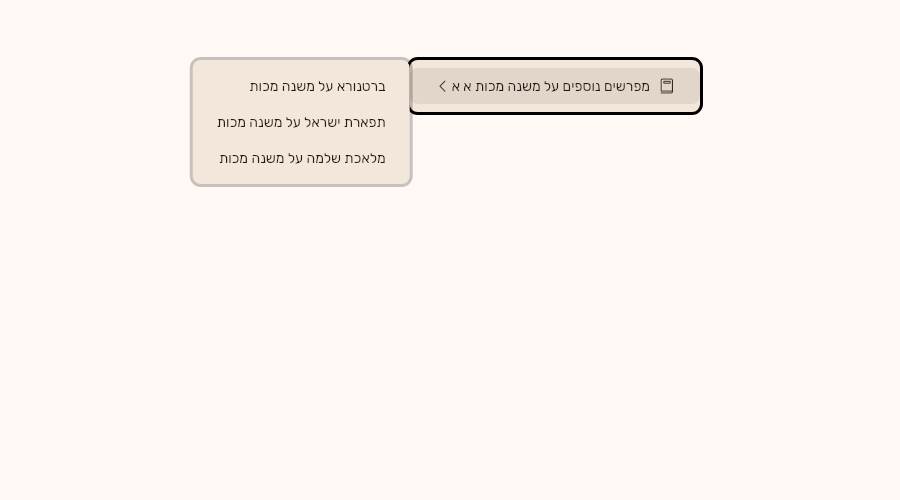 מפרשים נוספים על משנה מכות א א
ברטנורא על משנה מכות
תפארת ישראל על משנה מכות
מלאכת שלמה על משנה מכות